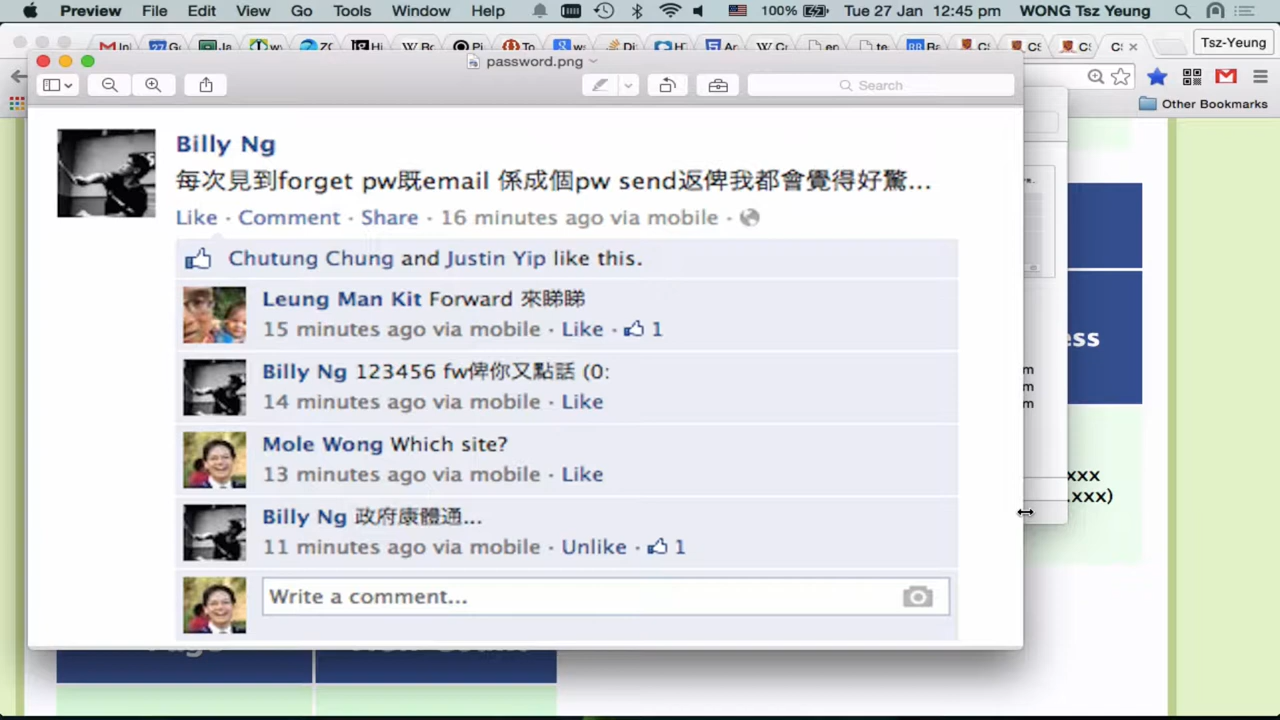 Preview File Edit View Go Tools Window Help 100% Tue 27 Jan 12:45 pm WONG Tsz Yeung
Tsz-Yeung
password.png
Search
Other Bookmarks
Billy Ng
每次見到forget pw既email 係成個pw send返俾我都會覺得好驚...
Like · Comment · Share · 16 minutes ago via mobile ·
Chutung Chung and Justin Yip like this.
Leung Man Kit Forward 來睇睇
15 minutes ago via mobile · Like · 1
Billy Ng 123456 fw俾你又點話 (0:
14 minutes ago via mobile · Like
Mole Wong Which site?
13 minutes ago via mobile · Like
Billy Ng 政府康體通...
11 minutes ago via mobile · Unlike · 1
Write a comment...
ess
xxx
.xxx)